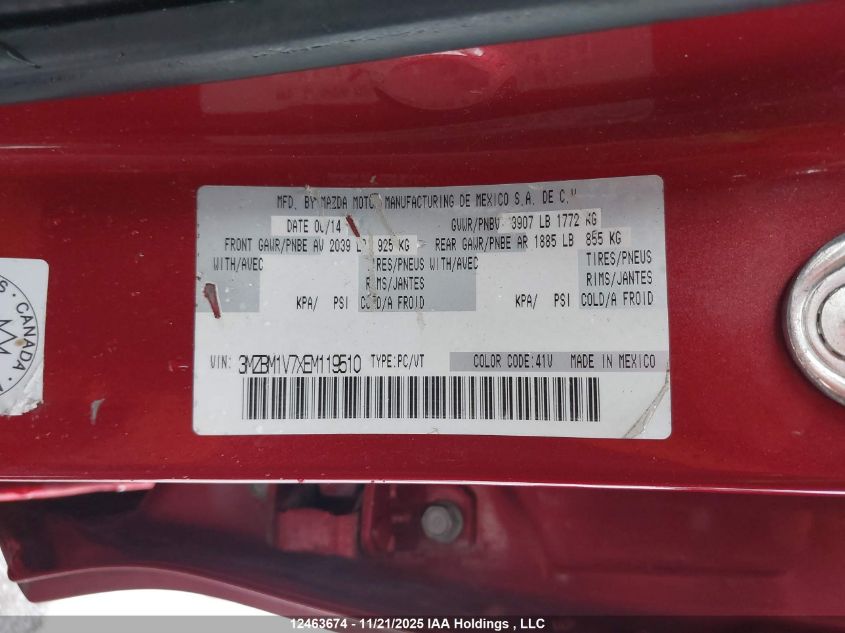 MFD. BY MAZDA MOTOR MANUFACTURING DE MEXICO S.A. DE C.V
DATE 06/14 GVWR/PNBV 3907 LB 1772 KG
FRONT GAWR/PNBE AV 2039 LB 925 KG REAR GAWR/PNBE AR 1885 LB 855 KG
WITH/AVEC TIRES/PNEUS WITH/AVEC TIRES/PNEUS
RIMS/JANTES RIMS/JANTES
KPA/ PSI COLD/A FROID KPA/ PSI COLD/A FROID
VIN: 3MZBM1V7XEM119510 TYPE:PC/VT COLOR CODE:41V MADE IN MEXICO
CANADA
12463674 - 11/21/2025 IAA Holdings , LLC